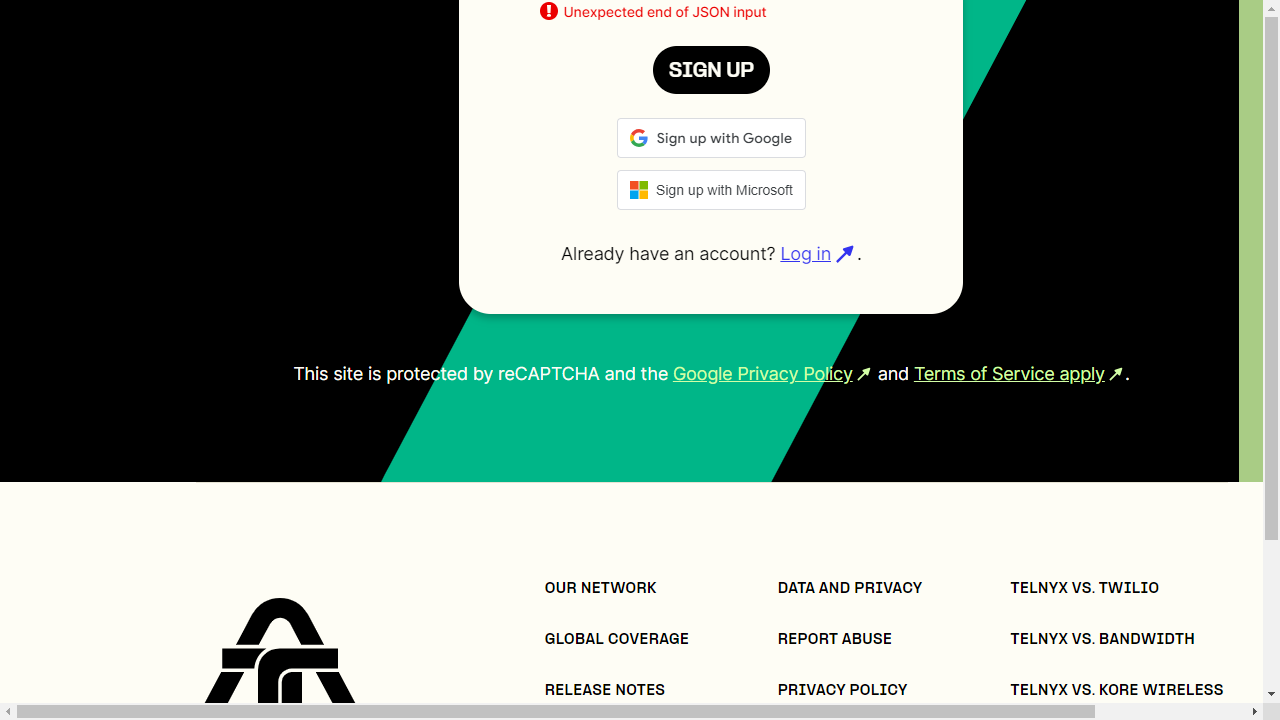 Unexpected end of JSON input
SIGN UP
Sign up with Google
Sign up with Microsoft
Already have an account? Log in.
This site is protected by reCAPTCHA and the Google Privacy Policy and Terms of Service apply.
OUR NETWORK
DATA AND PRIVACY
TELNYX VS. TWILIO
GLOBAL COVERAGE
REPORT ABUSE
TELNYX VS. BANDWIDTH
RELEASE NOTES
PRIVACY POLICY
TELNYX VS. KORE WIRELESS